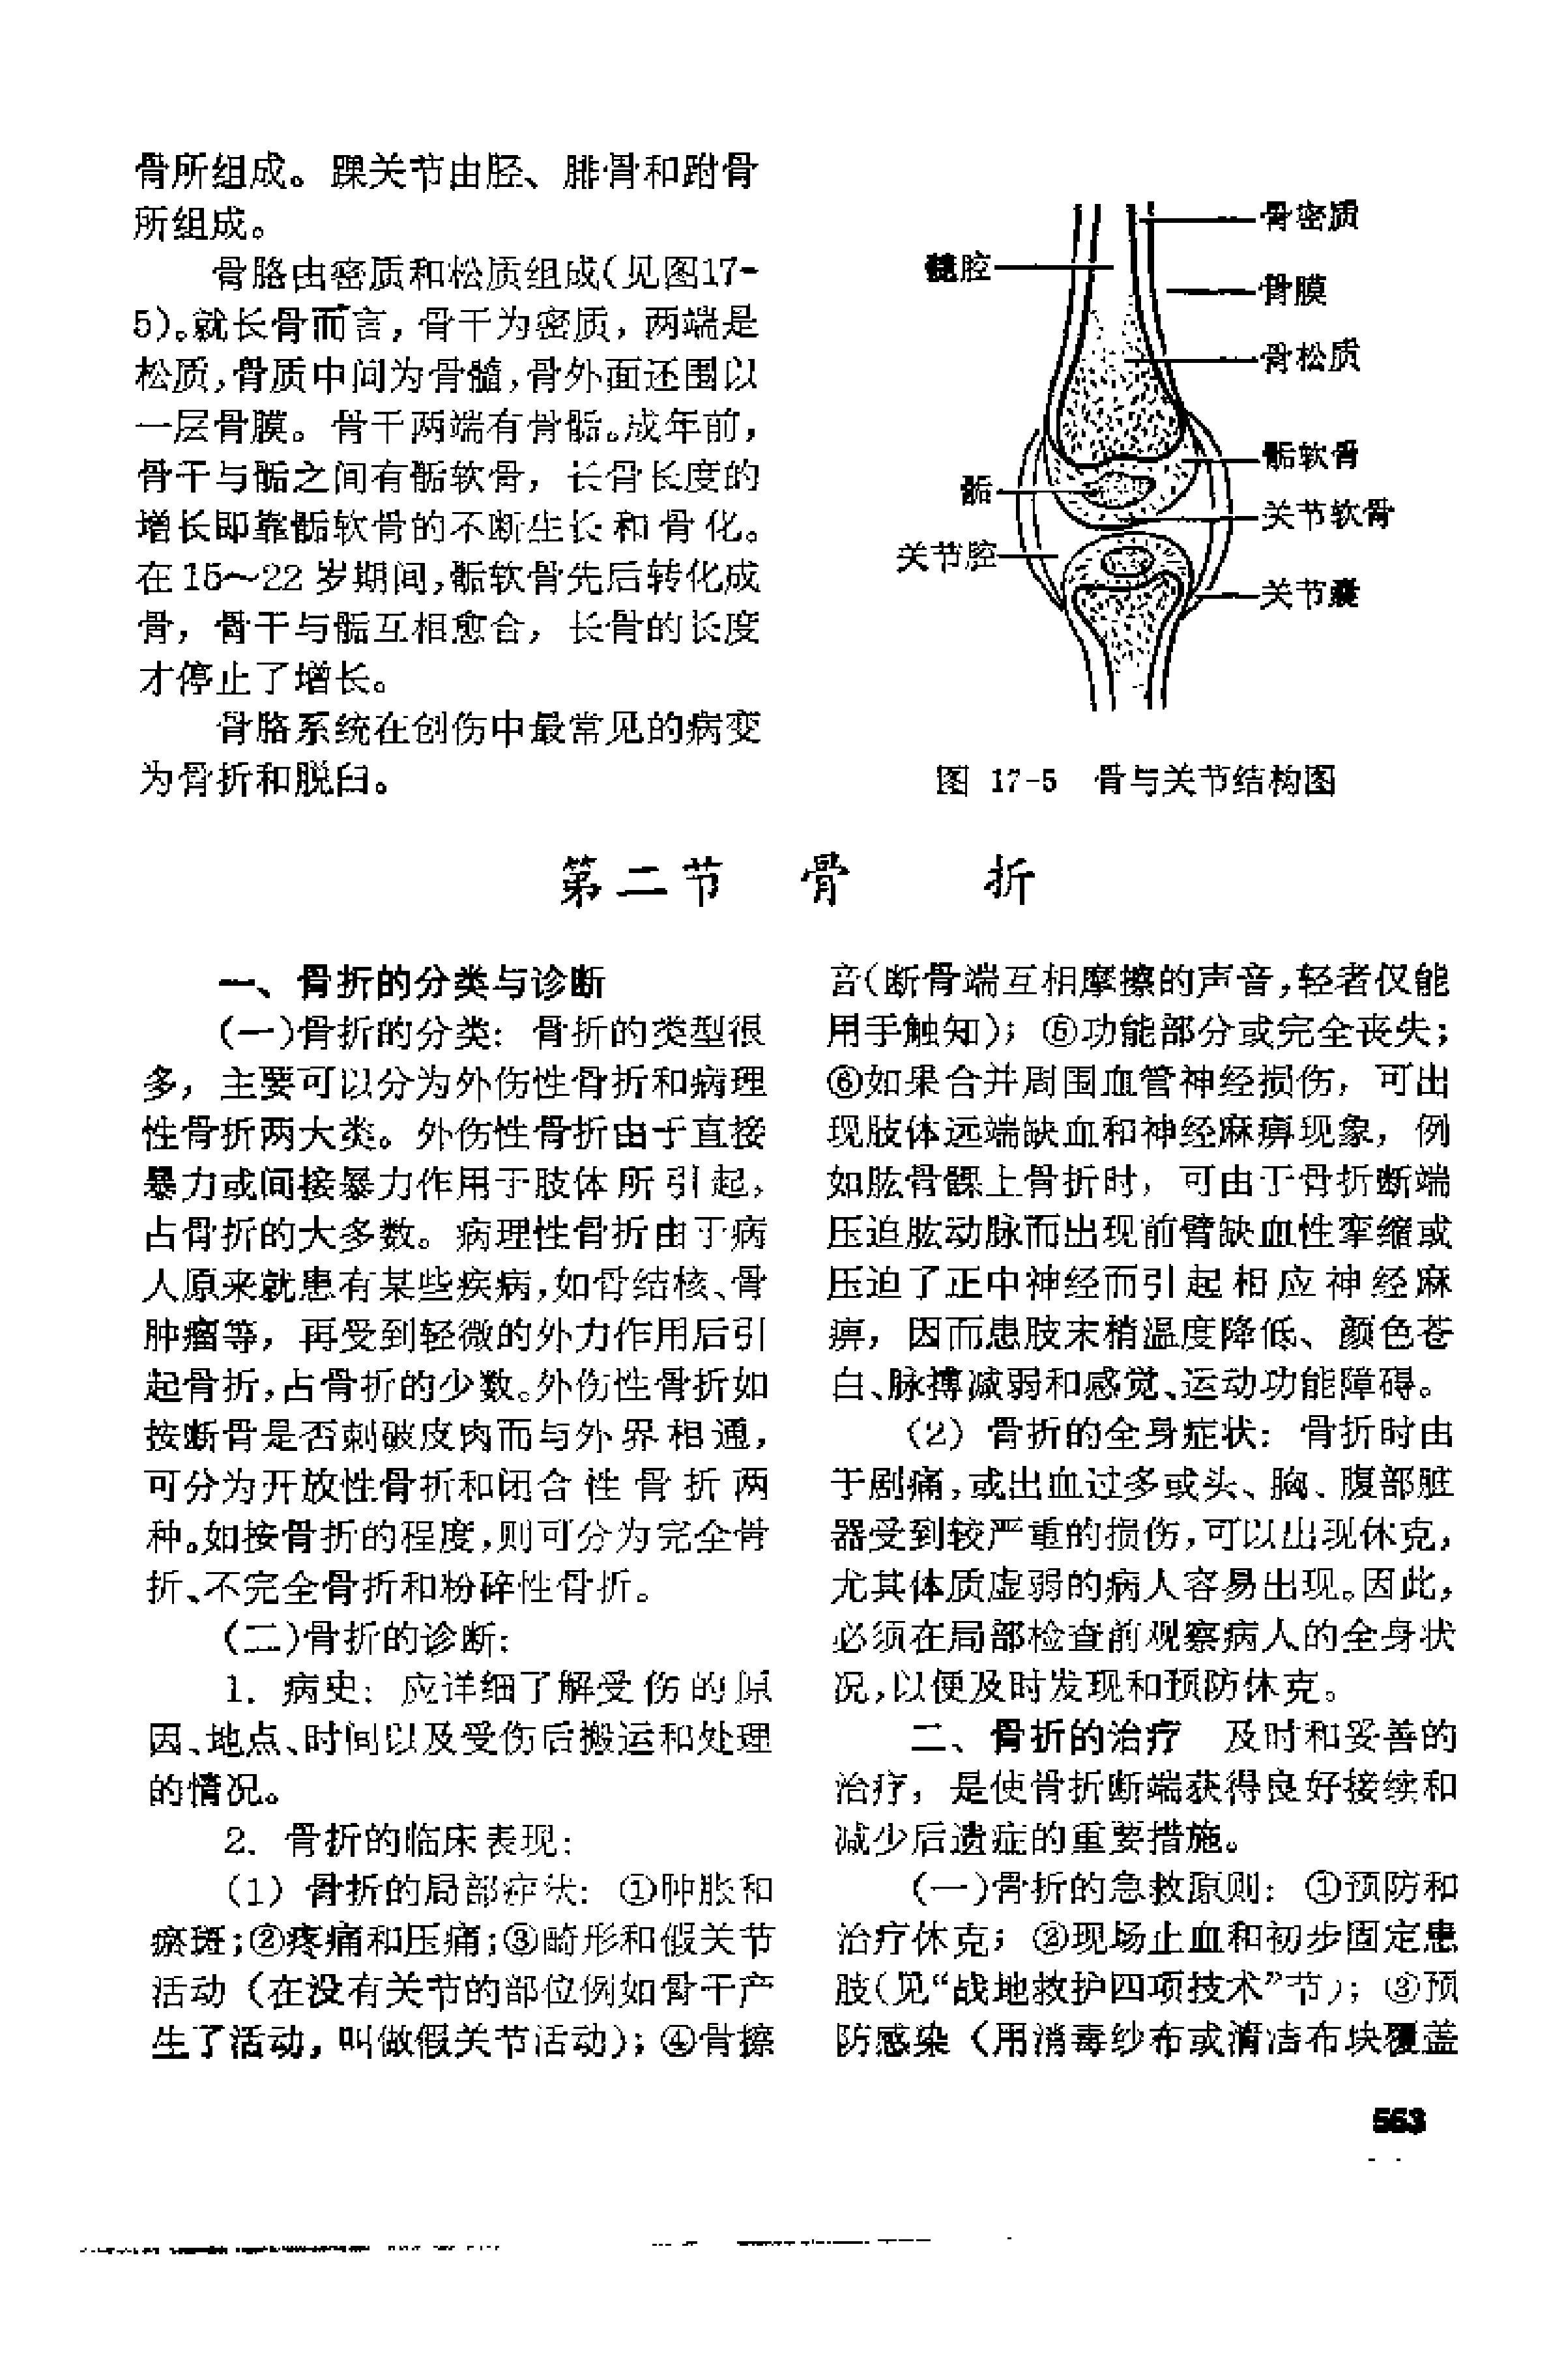 骨所组成。踝关节由胫、腓骨和跗骨
所组成。
骨骼由密质和松质组成(见图17-
5)。就长骨而言，骨干为密质，两端是
松质，骨质中间为骨髓，骨外面还围以
一层骨膜。骨干两端有骨骺。成年前，
骨干与骺之间有骺软骨，长骨长度的
增长即靠骺软骨的不断生长和骨化。
在15～22岁期间，骺软骨先后转化成
骨，骨干与骺互相愈合，长骨的长度
才停止了增长。
骨骼系统在创伤中最常见的病变
为骨折和脱臼。
骨密质
髓腔
骨膜
骨松质
骺软骨
骺
关节软骨
关节腔
关节囊
图 17-5 骨与关节结构图
第二节 骨 折
一、骨折的分类与诊断
(一)骨折的分类：骨折的类型很
多，主要可以分为外伤性骨折和病理
性骨折两大类。外伤性骨折由于直接
暴力或间接暴力作用于肢体所引起，
占骨折的大多数。病理性骨折由于病
人原来就患有某些疾病，如骨结核、骨
肿瘤等，再受到轻微的外力作用后引
起骨折，占骨折的少数。外伤性骨折如
按断骨是否刺破皮肉而与外界相通，
可分为开放性骨折和闭合性骨折两
种。如按骨折的程度，则可分为完全骨
折、不完全骨折和粉碎性骨折。
(二)骨折的诊断：
1. 病史：应详细了解受伤的原
因、地点、时间以及受伤后搬运和处理
的情况。
2. 骨折的临床表现：
(1) 骨折的局部症状：①肿胀和
瘀斑；②疼痛和压痛；③畸形和假关节
活动（在没有关节的部位例如骨干产
生了活动，叫做假关节活动)；④骨擦
音(断骨端互相摩擦的声音，轻者仅能
用手触知)；⑤功能部分或完全丧失；
⑥如果合并周围血管神经损伤，可出
现肢体远端缺血和神经麻痹现象，例
如肱骨髁上骨折时，可由于骨折断端
压迫肱动脉而出现前臂缺血性挛缩或
压迫了正中神经而引起相应神经麻
痹，因而患肢末梢温度降低、颜色苍
白、脉搏减弱和感觉、运动功能障碍。
(2) 骨折的全身症状：骨折时由
于剧痛，或出血过多或头、胸、腹部脏
器受到较严重的损伤，可以出现休克，
尤其体质虚弱的病人容易出现。因此，
必须在局部检查前观察病人的全身状
况，以便及时发现和预防休克。
二、骨折的治疗 及时和妥善的
治疗，是使骨折断端获得良好接续和
减少后遗症的重要措施。
(一)骨折的急救原则：①预防和
治疗休克；②现场止血和初步固定患
肢(见“战地救护四项技术”节)；③预
防感染（用消毒纱布或清洁布块覆盖
563